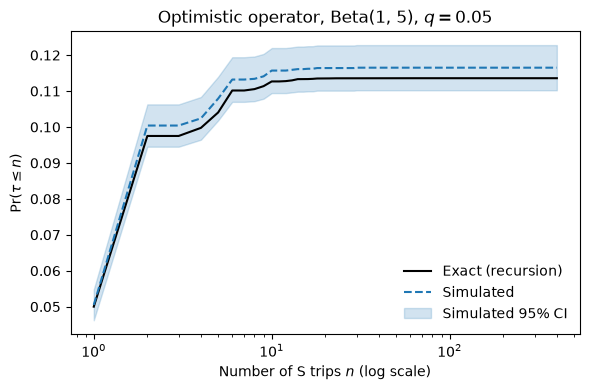 Optimistic operator, Beta(1, 5), q = 0.05
Pr(τ ≤ n)
0.12
0.11
0.10
0.09
0.08
0.07
0.06
0.05
Exact (recursion)
Simulated
Simulated 95% CI
10⁰
10¹
10²
Number of S trips n (log scale)